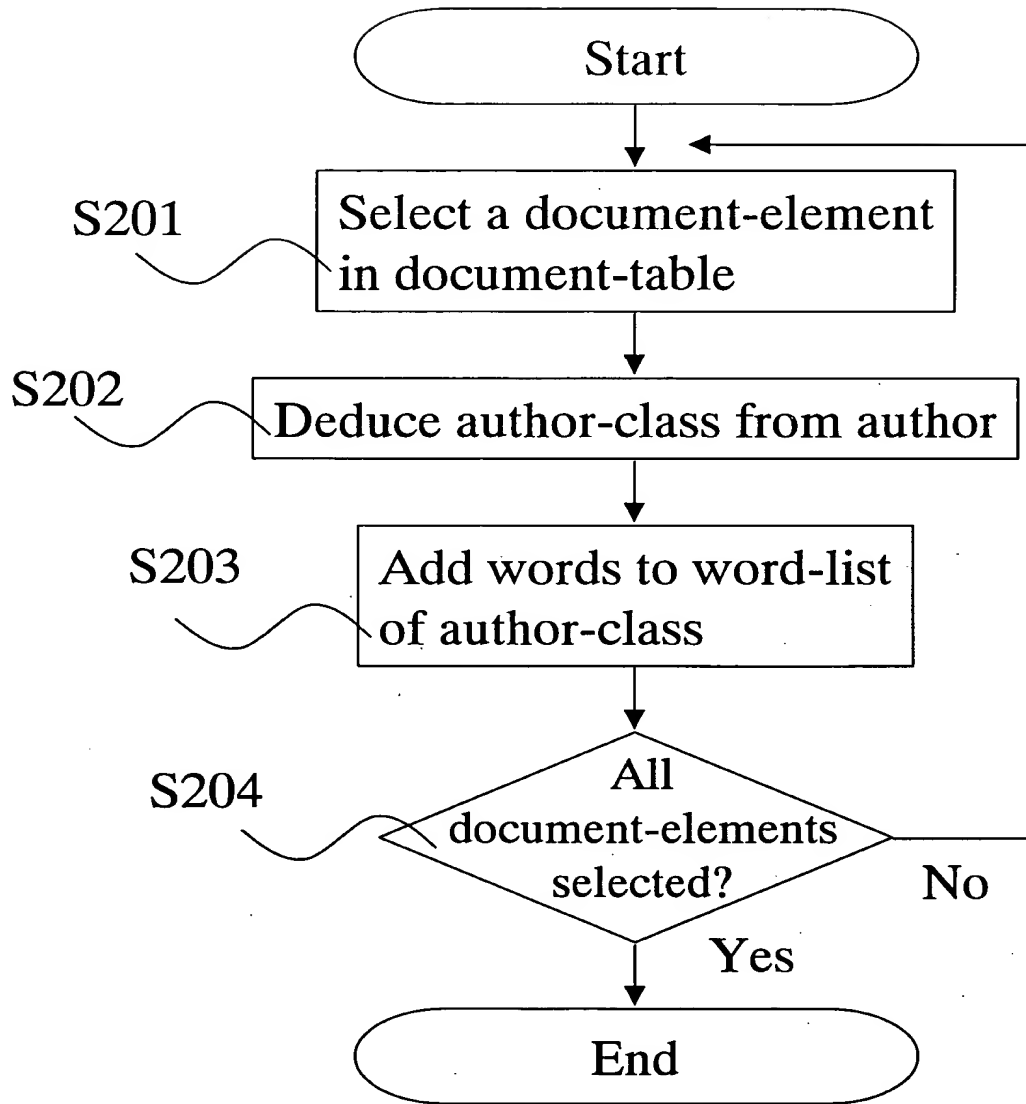 Start
S201
Select a document-element
in document-table
S202
Deduce author-class from author
S203
Add words to word-list
of author-class
S204
All
document-elements
selected?
No
Yes
End